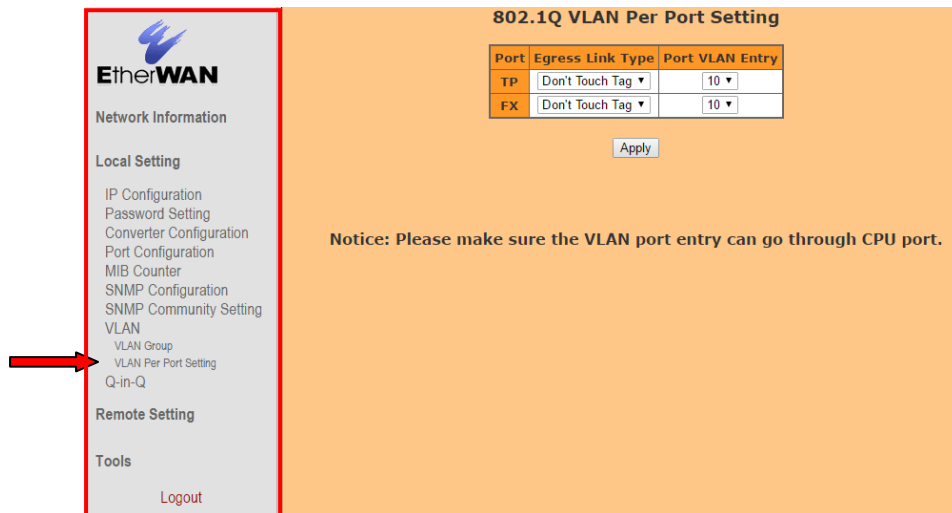 EtherWAN
Network Information
Local Setting
IP Configuration
Password Setting
Converter Configuration
Port Configuration
MIB Counter
SNMP Configuration
SNMP Community Setting
VLAN
VLAN Group
VLAN Per Port Setting
Q-in-Q
Remote Setting
Tools
Logout
802.1Q VLAN Per Port Setting
Port Egress Link Type Port VLAN Entry
TP Don't Touch Tag 10
FX Don't Touch Tag 10
Apply
Notice: Please make sure the VLAN port entry can go through CPU port.